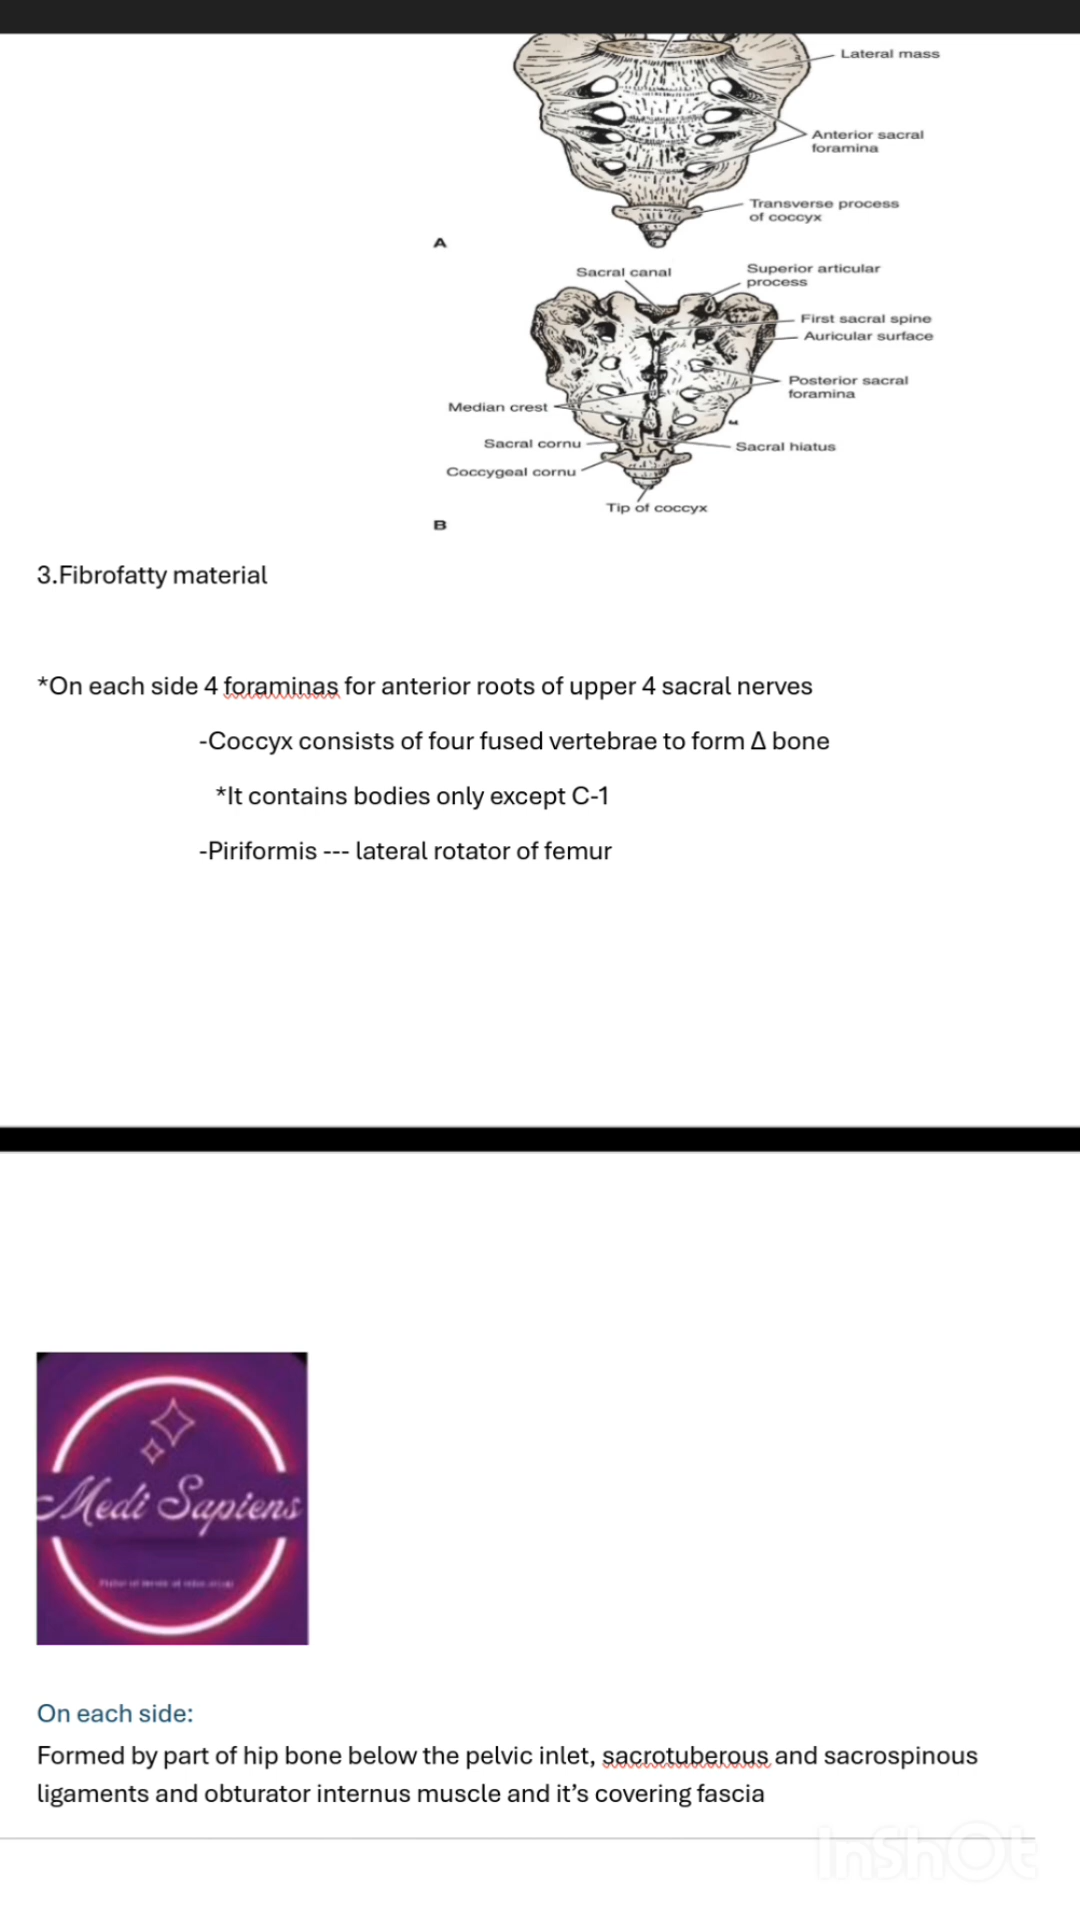 Lateral mass
Anterior sacral
foramina
Transverse process
of coccyx
A
Sacral canal
Superior articular
process
First sacral spine
Auricular surface
Posterior sacral
foramina
Median crest
Sacral cornu
Sacral hiatus
Coccygeal cornu
Tip of coccyx
B
3.Fibrofatty material
*On each side 4 foraminas for anterior roots of upper 4 sacral nerves
-Coccyx consists of four fused vertebrae to form Δ bone
*It contains bodies only except C-1
-Piriformis --- lateral rotator of femur
Medi Sapiens
On each side:
Formed by part of hip bone below the pelvic inlet, sacrotuberous and sacrospinous
ligaments and obturator internus muscle and it's covering fascia
InShOt